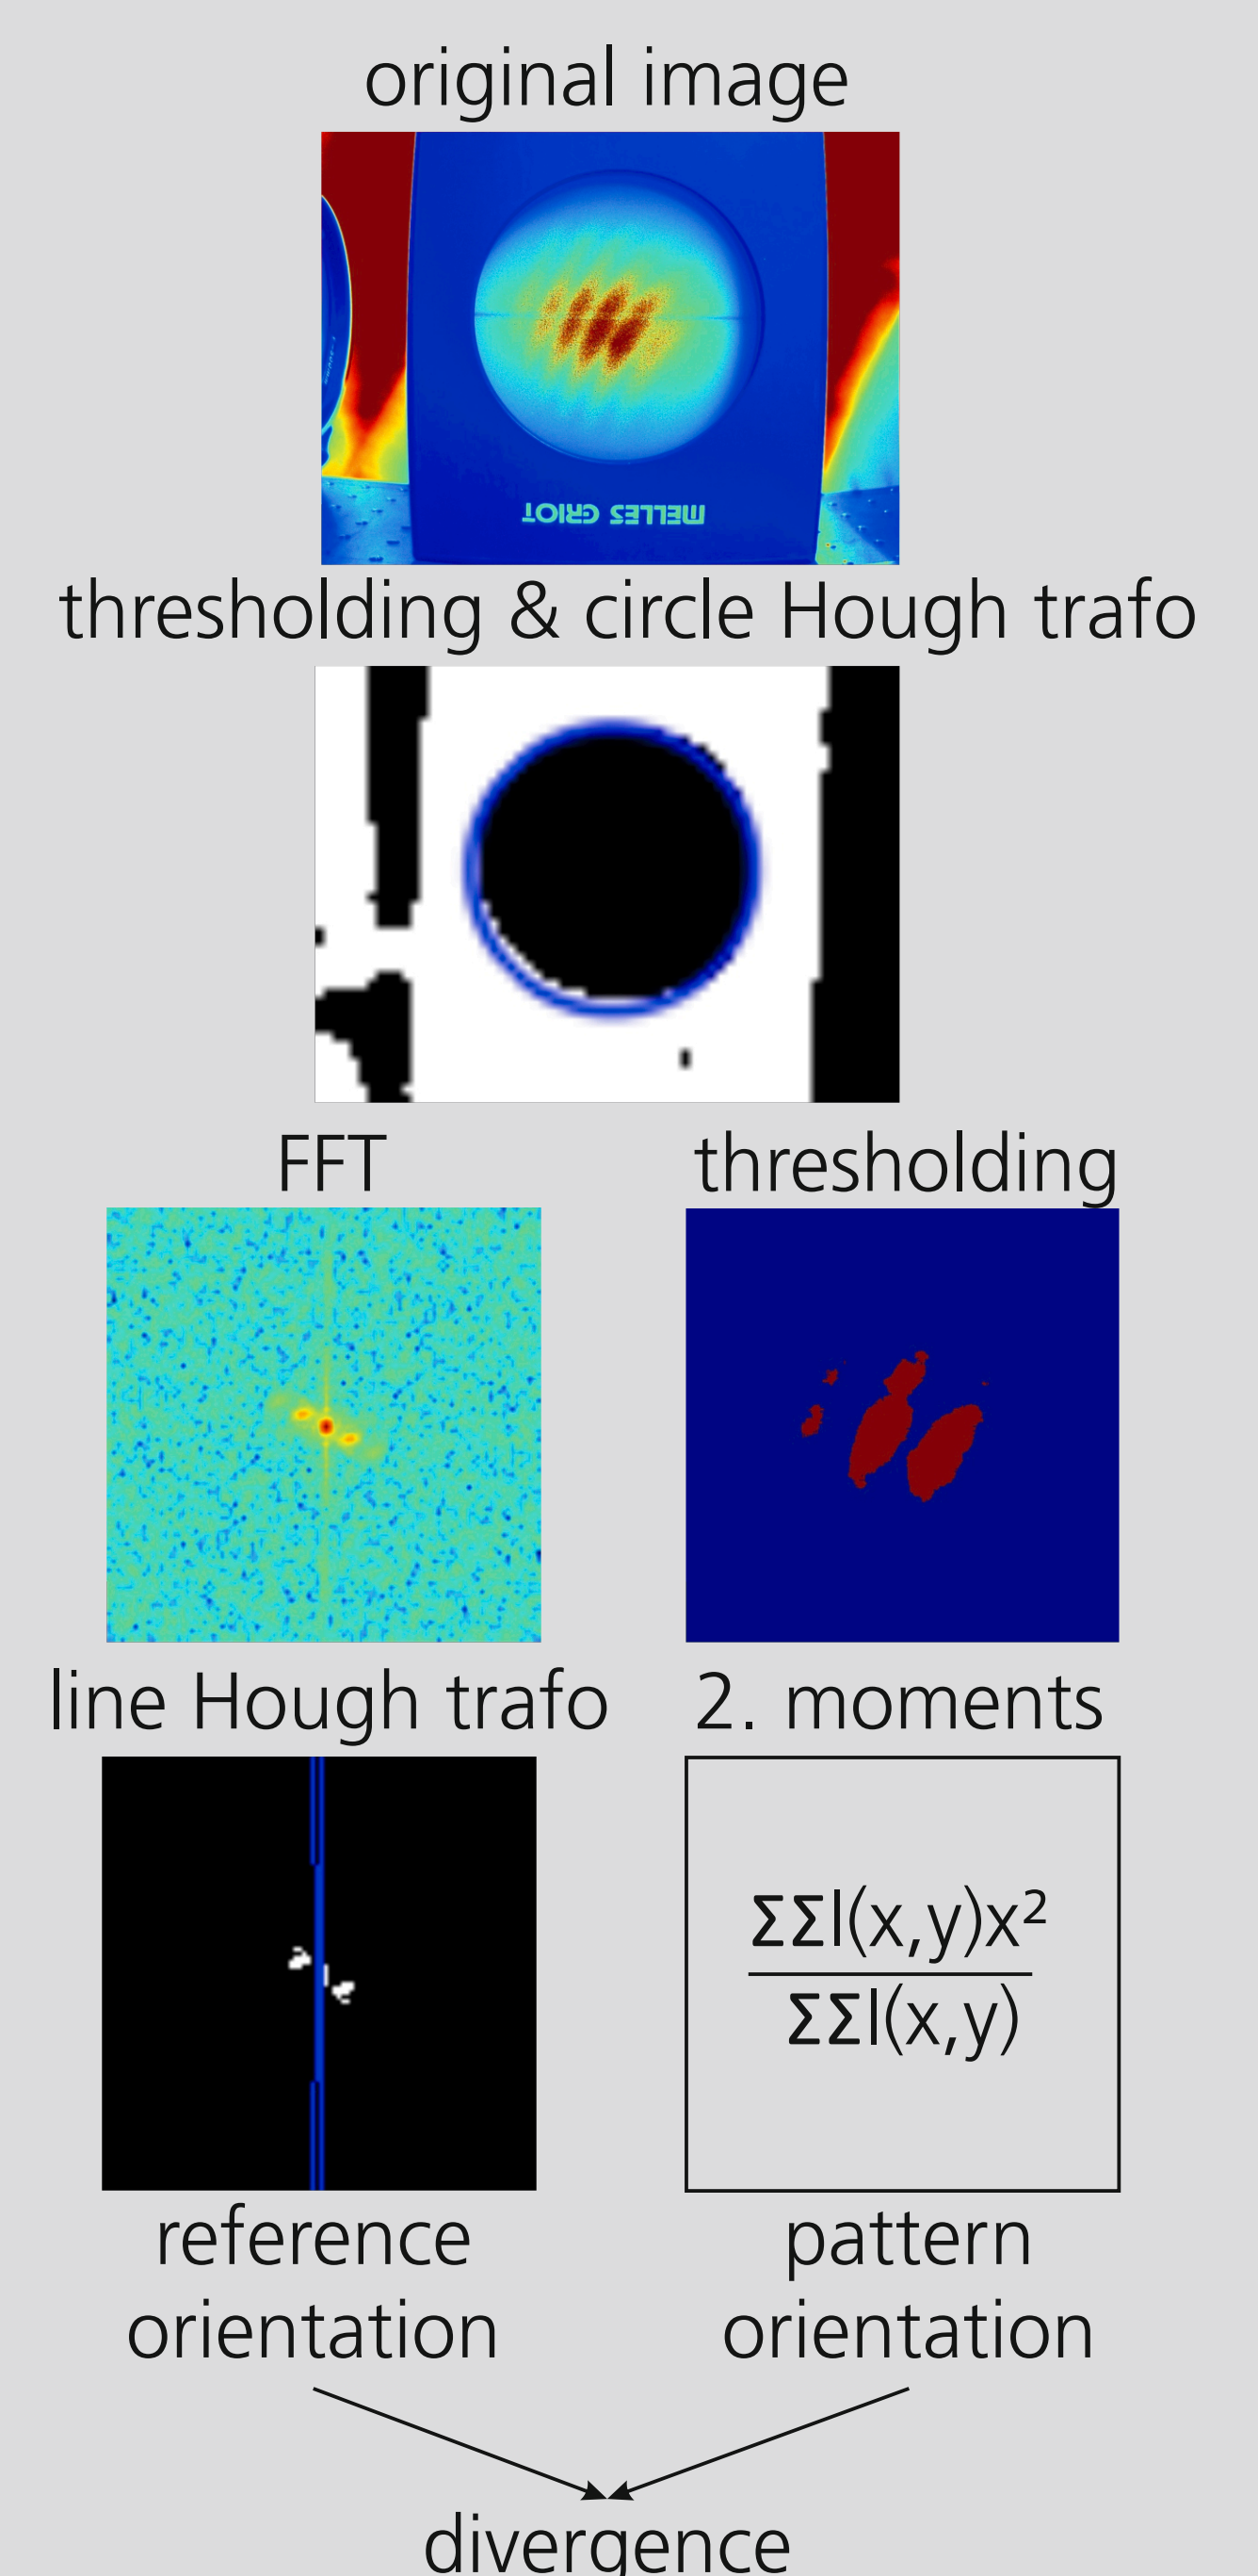 original image
MELLES GRIOT
thresholding & circle Hough trafo
FFT
thresholding
line Hough trafo
2. moments
ΣΣI(x,y)x²
ΣΣI(x,y)
reference
orientation
pattern
orientation
divergence